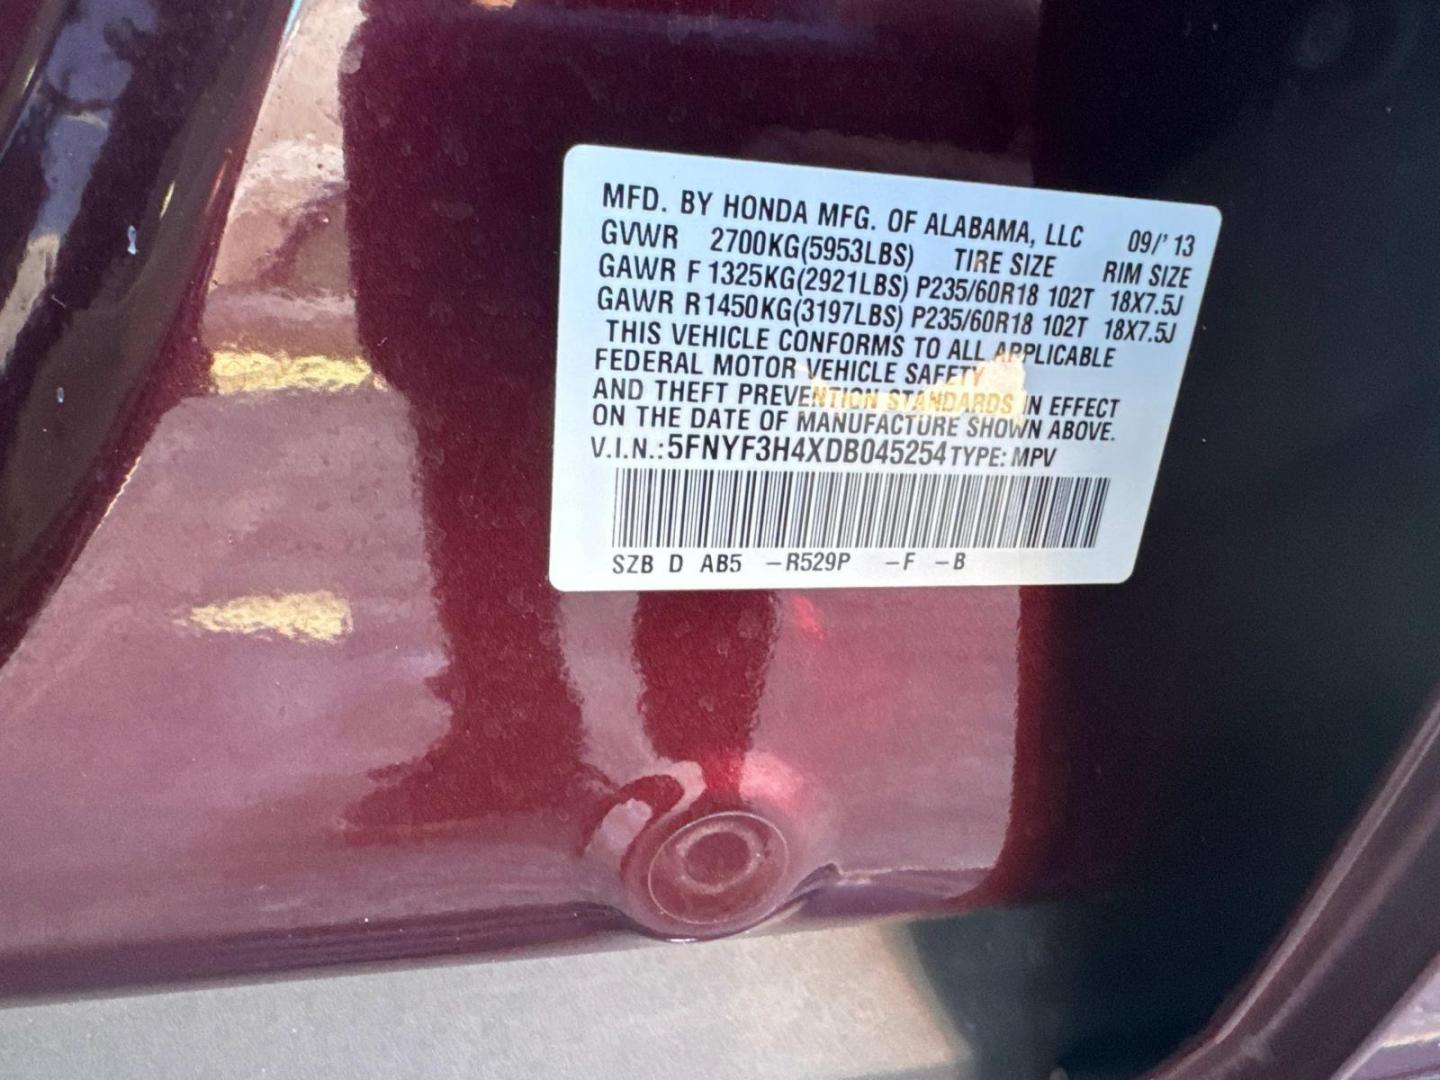 MFD. BY HONDA MFG. OF ALABAMA, LLC 09/'13
GVWR 2700KG(5953LBS) TIRE SIZE RIM SIZE
GAWR F 1325KG(2921LBS) P235/60R18 102T 18X7.5J
GAWR R 1450KG(3197LBS) P235/60R18 102T 18X7.5J
THIS VEHICLE CONFORMS TO ALL APPLICABLE
FEDERAL MOTOR VEHICLE SAFETY
AND THEFT PREVENTION STANDARDS IN EFFECT
ON THE DATE OF MANUFACTURE SHOWN ABOVE.
V.I.N.: 5FNYF3H4XDB045254 TYPE: MPV
SZB D AB5 -R529P -F -B